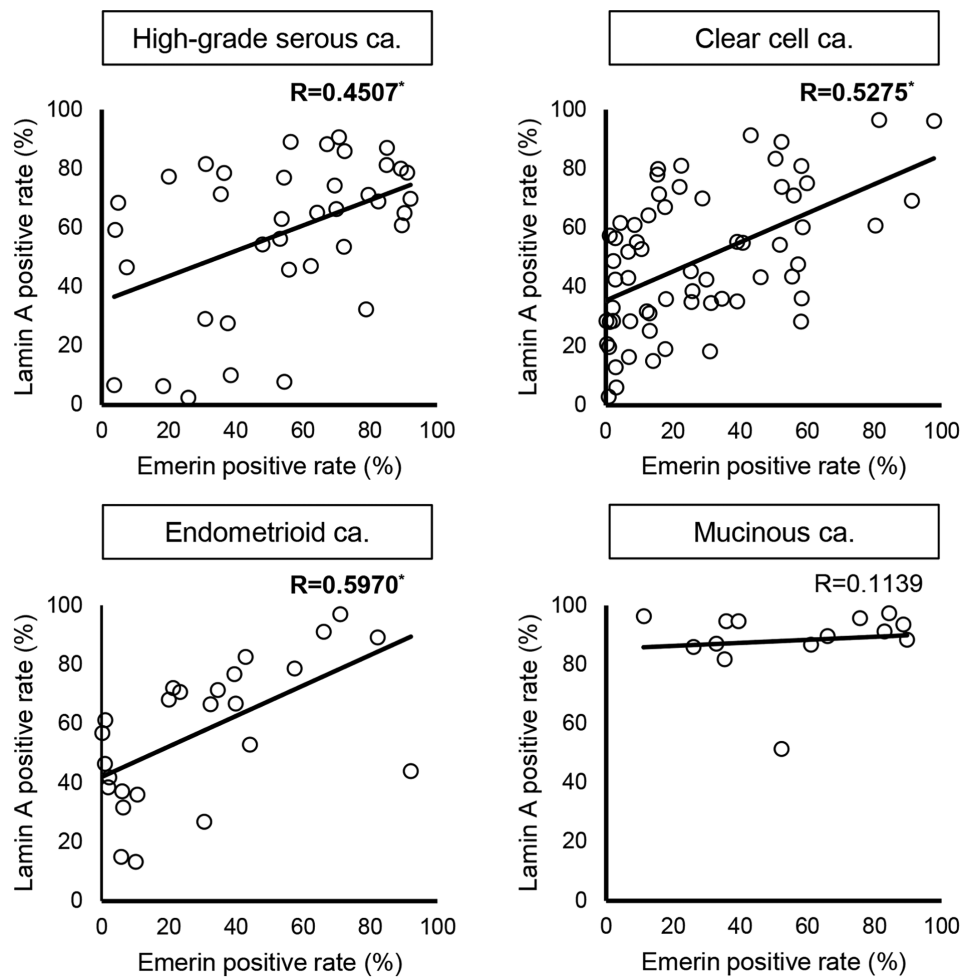 High-grade serous ca.
R=0.4507*
Lamin A positive rate (%)
100
80
60
40
20
0
0 20 40 60 80 100
Emerin positive rate (%)
Clear cell ca.
R=0.5275*
Lamin A positive rate (%)
100
80
60
40
20
0
0 20 40 60 80 100
Emerin positive rate (%)
Endometrioid ca.
R=0.5970*
Lamin A positive rate (%)
100
80
60
40
20
0
0 20 40 60 80 100
Emerin positive rate (%)
Mucinous ca.
R=0.1139
Lamin A positive rate (%)
100
80
60
40
20
0
0 20 40 60 80 100
Emerin positive rate (%)